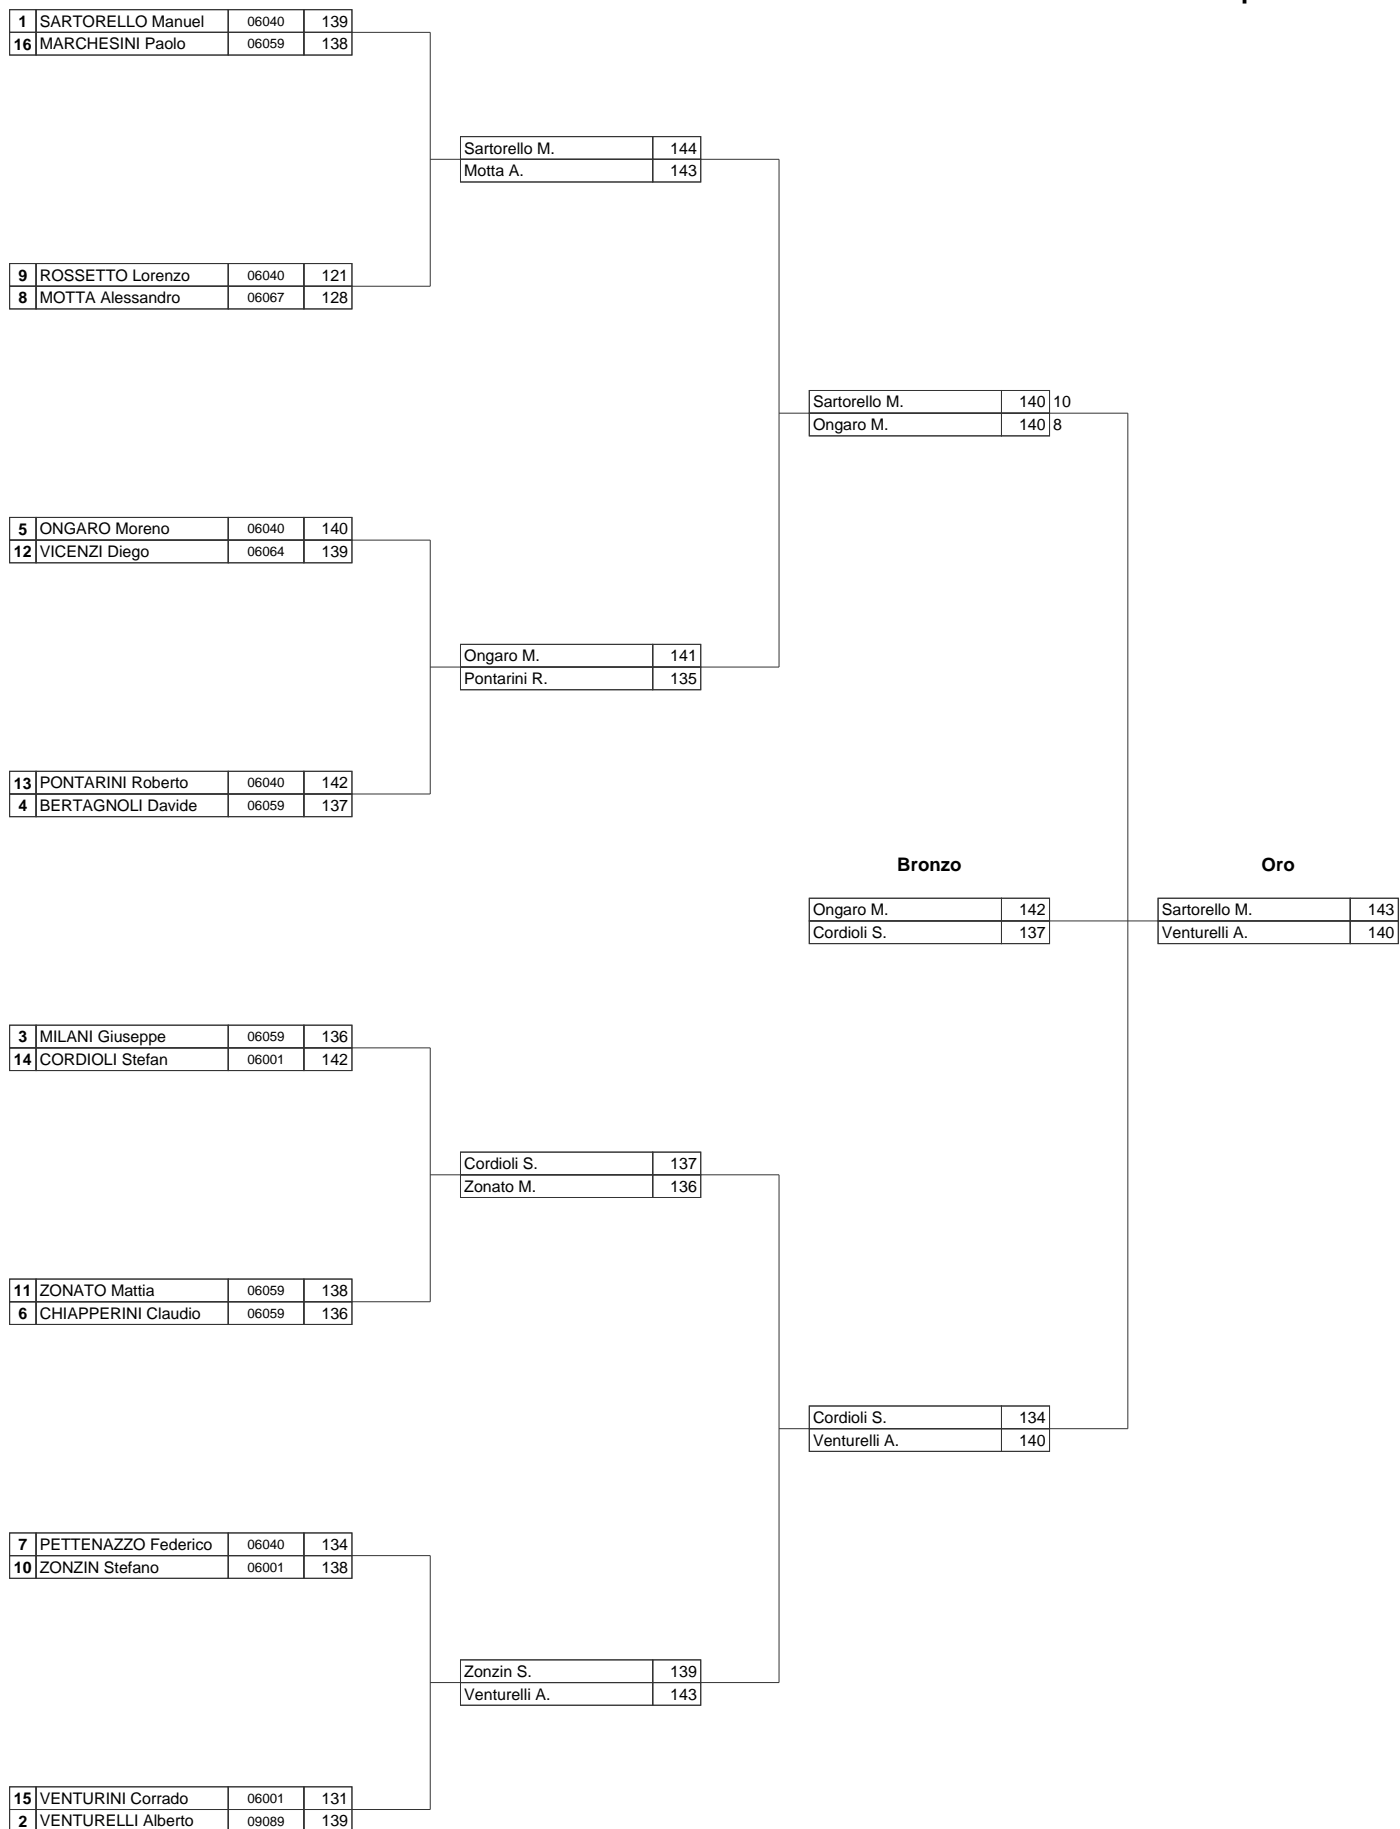 1 SARTORELLO Manuel 06040 139
16 MARCHESINI Paolo 06059 138
Sartorello M. 144
Motta A. 143
9 ROSSETTO Lorenzo 06040 121
8 MOTTA Alessandro 06067 128
Sartorello M. 140 10
Ongaro M. 140 8
5 ONGARO Moreno 06040 140
12 VICENZI Diego 06064 139
Ongaro M. 141
Pontarini R. 135
13 PONTARINI Roberto 06040 142
4 BERTAGNOLI Davide 06059 137
Bronzo Oro
Ongaro M. 142 Sartorello M. 143
Cordioli S. 137 Venturelli A. 140
3 MILANI Giuseppe 06059 136
14 CORDIOLI Stefan 06001 142
Cordioli S. 137
Zonato M. 136
11 ZONATO Mattia 06059 138
6 CHIAPPERINI Claudio 06059 136
Cordioli S. 134
Venturelli A. 140
7 PETTENAZZO Federico 06040 134
10 ZONZIN Stefano 06001 138
Zonzin S. 139
Venturelli A. 143
15 VENTURINI Corrado 06001 131
2 VENTURELLI Alberto 09089 139